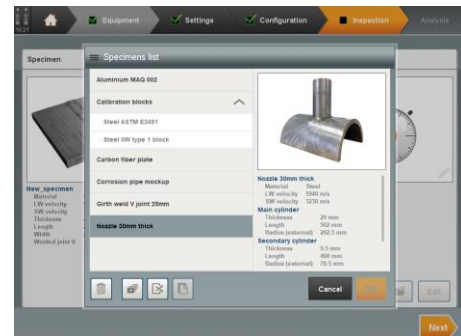 10:21
Equipment
Settings
Configuration
Inspection
Analysis
Specimen
Specimens list
Aluminium MAG 002
Calibration blocks
Steel ASTM E2491
Steel IIW type 1 block
Carbon fiber plate
Corrosion pipe mockup
Girth weld V joint 25mm
Nozzle 30mm thick
Nozzle 30mm thick
Material Steel
LW velocity 5940 m/s
SW velocity 3230 m/s
Main cylinder
Thickness 20 mm
Length 502 mm
Radius (external) 202.5 mm
Secondary cylinder
Thickness 9.5 mm
Length 400 mm
Radius (external) 70.5 mm
New_specimen
Material
LW velocity
SW velocity
Thickness
Length
Width
Welded joint V
Cancel
Edit
Next